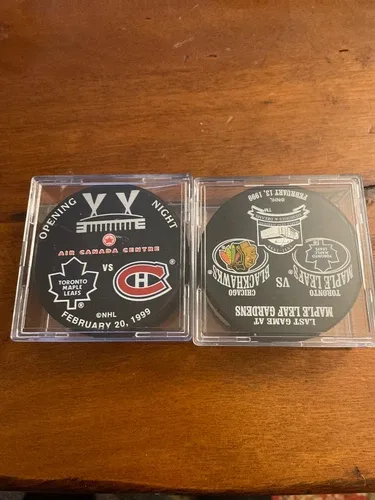 OPENING NIGHT
AIR CANADA CENTRE
TORONTO
MAPLE
LEAFS
VS
C
H
®
©NHL
FEBRUARY 20, 1999
LAST GAME AT
MAPLE LEAF GARDENS
TORONTO
MAPLE LEAFS
VS
CHICAGO
BLACKHAWKS®
©NHL
FEBRUARY 13, 1999